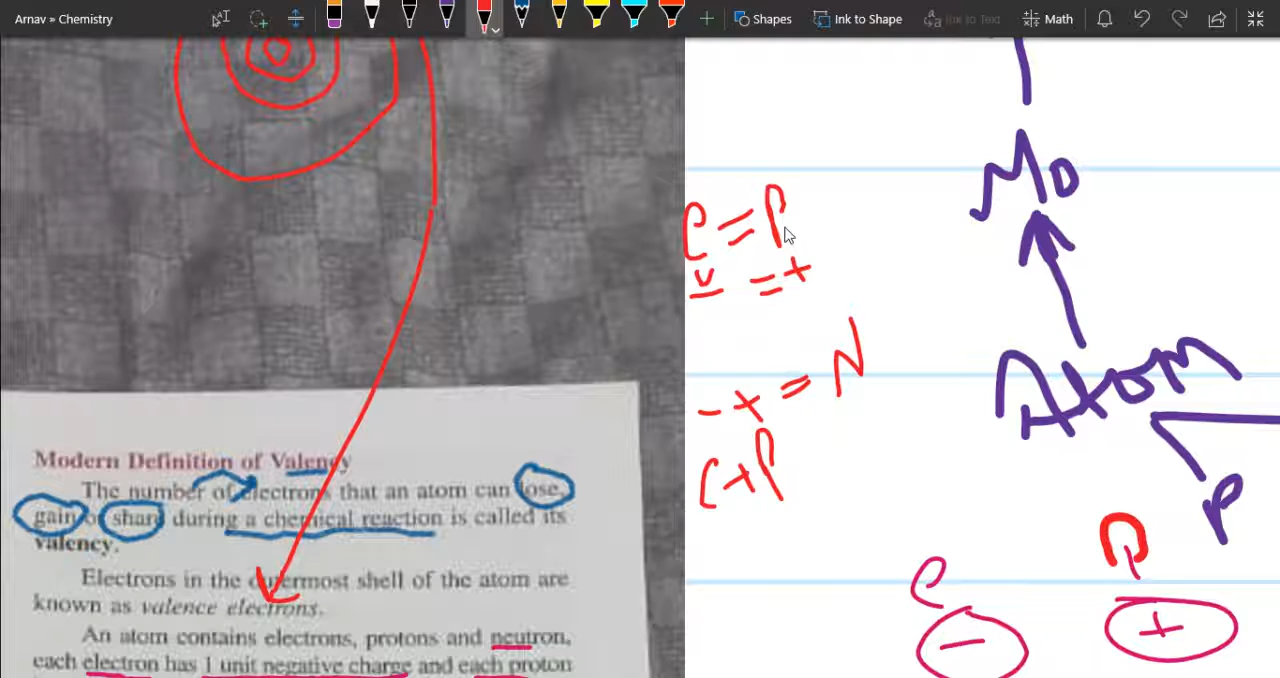 Arnav » Chemistry
Shapes
Ink to Shape
Ink to Text
Math
Modern Definition of Valency
The number of electrons that an atom can lose,
gain or share during a chemical reaction is called its
valency.
Electrons in the outermost shell of the atom are
known as valence electrons.
An atom contains electrons, protons and neutron,
each electron has 1 unit negative charge and each proton
= P
= +
- + = N
+ P
Mo
Atom
P
e
-
P
+